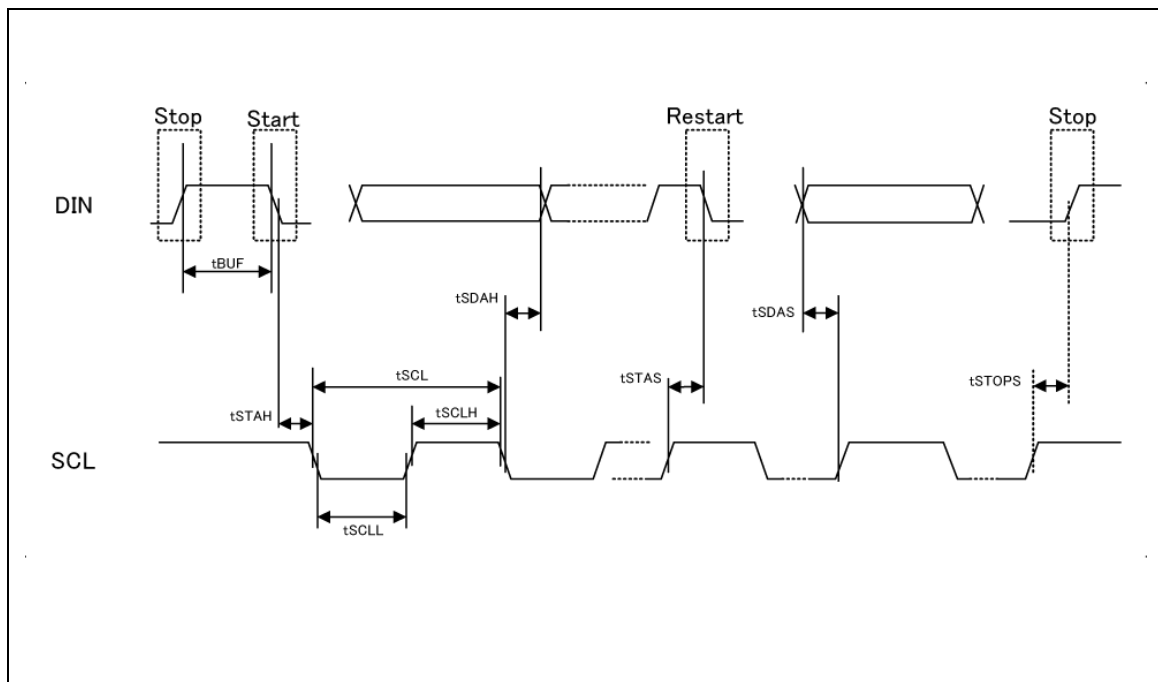 Stop
Start
Restart
Stop
DIN
tBUF
tSDAH
tSDAS
tSCL
tSTAS
tSTOPS
tSTAH
tSCLH
SCL
tSCLL